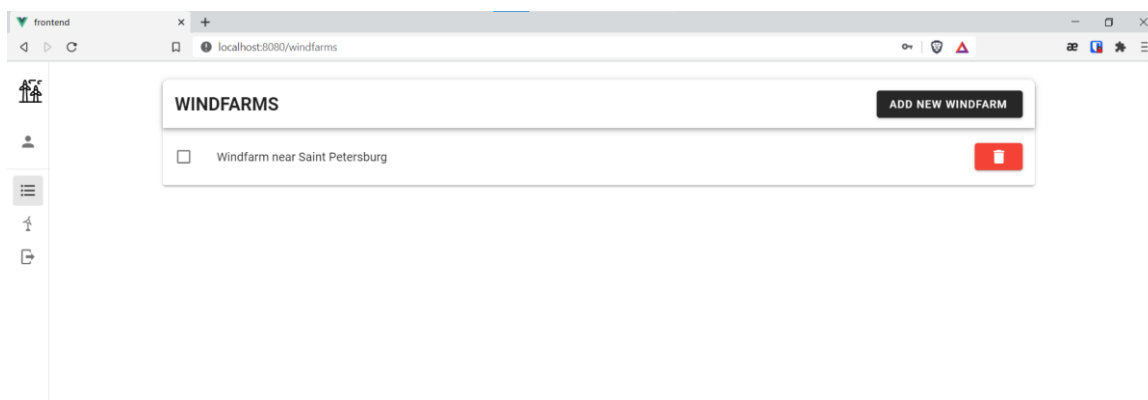 frontend
localhost:8080/windfarms
WINDFARMS
ADD NEW WINDFARM
Windfarm near Saint Petersburg